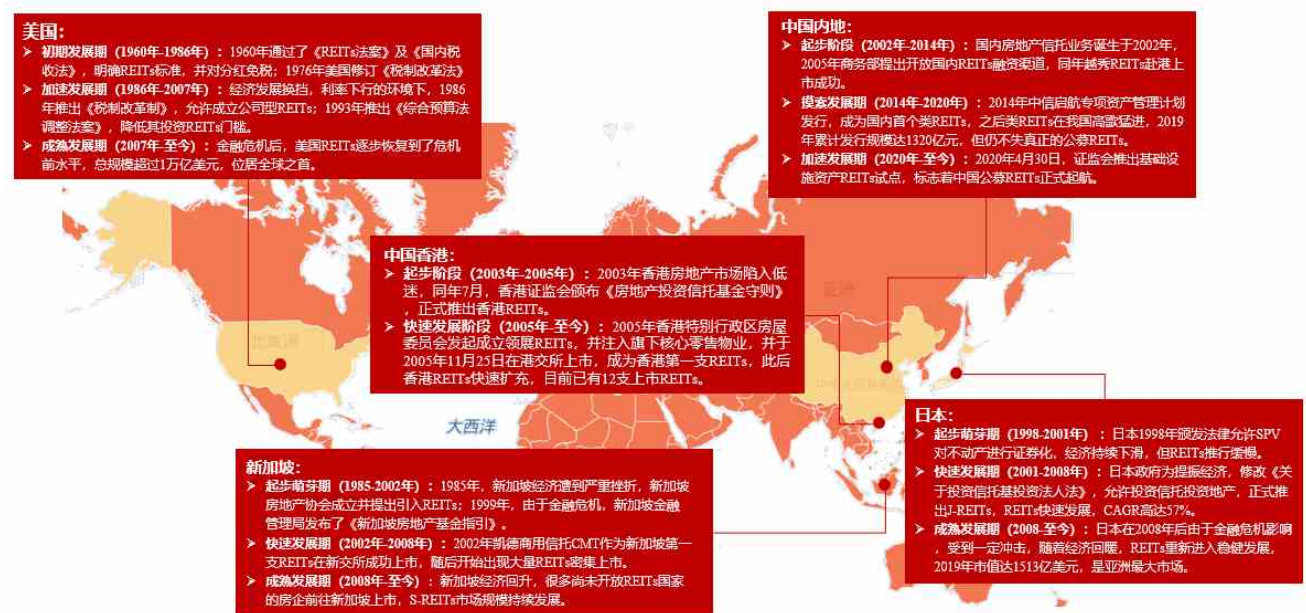 美国：
➢ 初期发展期（1960年-1986年）：1960年通过了《REITs法案》及《国内税
收法》，明确REITs标准，并对分红免税；1976年美国修订《税制改革法》
➢ 加速发展期（1986年-2007年）：经济发展换挡，利率下行的环境下，1986
年推出《税制改革制》，允许成立公司型REITs；1993年推出《综合预算法
调整法案》，降低其投资REITs门槛。
➢ 成熟发展期（2007年-至今）：金融危机后，美国REITs逐步恢复到了危机
前水平，总规模超过1万亿美元，位居全球之首。
中国内地：
➢ 起步阶段（2002年-2014年）：国内房地产信托业务诞生于2002年，
2005年商务部提出开放国内REITs融资渠道，同年越秀REITs赴港上
市成功。
➢ 摸索发展期（2014年-2020年）：2014年中信启航专项资产管理计划
发行，成为国内首个类REITs，之后类REITs在我国高歌猛进，2019
年累计发行规模达1320亿元，但仍不失真正的公募REITs。
➢ 加速发展期（2020年-至今）：2020年4月30日，证监会推出基础设
施资产REITs试点，标志着中国公募REITs正式起航。
中国香港：
➢ 起步阶段（2003年-2005年）：2003年香港房地产市场陷入低
迷，同年7月，香港证监会颁布《房地产投资信托基金守则》
，正式推出香港REITs。
➢ 快速发展阶段（2005年-至今）：2005年香港特别行政区房屋
委员会发起成立领展REITs，并注入旗下核心零售物业，并于
2005年11月25日在港交所上市，成为香港第一支REITs，此后
香港REITs快速扩充，目前已有12支上市REITs。
北美洲
亚洲
大西洋
日本：
➢ 起步萌芽期（1998-2001年）：日本1998年颁发法律允许SPV
对不动产进行证券化，经济持续下滑，但REITs推行缓慢。
➢ 快速发展期（2001-2008年）：日本政府为提振经济，修改《关
于投资信托基投资法人法》，允许投资信托投资地产，正式推
出J-REITs，REITs快速发展，CAGR高达57%。
➢ 成熟发展期（2008-至今）：日本在2008年后由于金融危机影响
，受到一定冲击，随着经济回暖，REITs重新进入稳健发展，
2019年市值达1513亿美元，是亚洲最大市场。
新加坡：
➢ 起步萌芽期（1985-2002年）：1985年，新加坡经济遭到严重挫折，新加坡
房地产协会成立并提出引入REITs；1999年，由于金融危机，新加坡金融
管理局发布了《新加坡房地产基金指引》。
➢ 快速发展期（2002年-2008年）：2002年凯德商用信托CMT作为新加坡第一
支REITs在新交所成功上市，随后开始出现大量REITs密集上市。
➢ 成熟发展期（2008年-至今）：新加坡经济回升，很多尚未开放REITs国家
的房企前往新加坡上市，S-REITs市场规模持续发展。